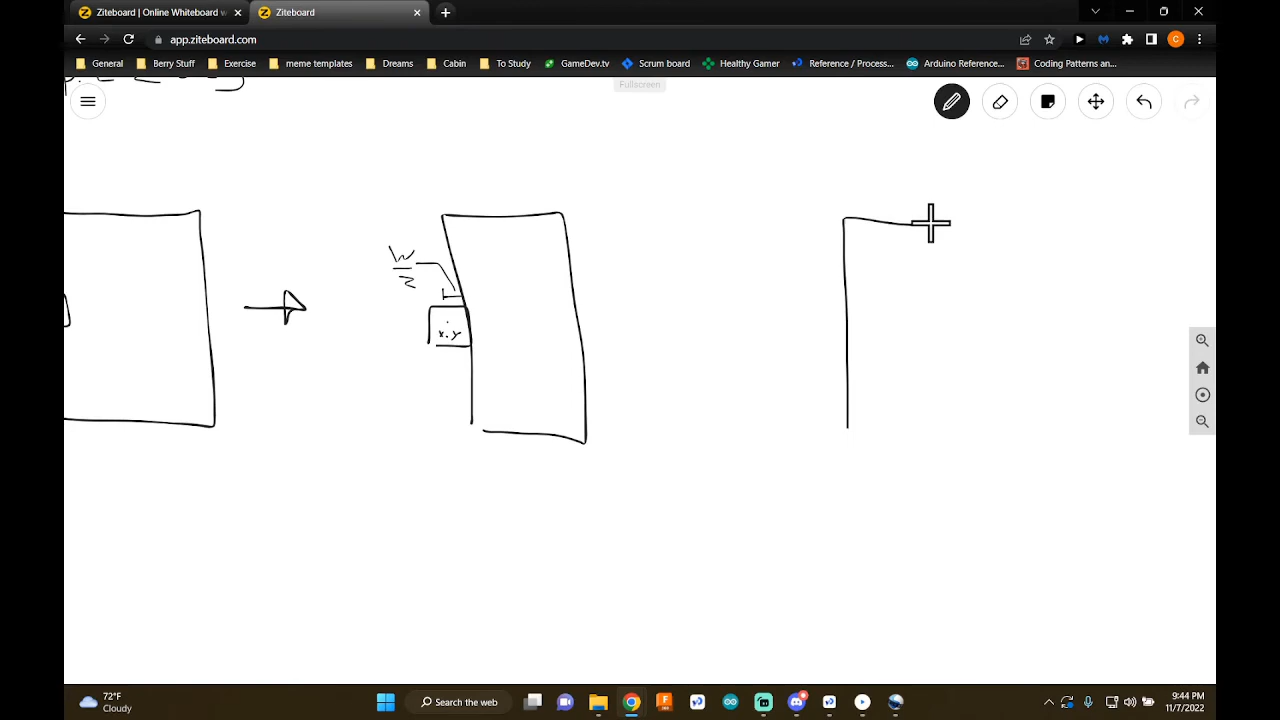 Ziteboard | Online Whiteboard w
Ziteboard
app.ziteboard.com
General
Berry Stuff
Exercise
meme templates
Dreams
Cabin
To Study
GameDev.tv
Scrum board
Healthy Gamer
Reference / Process...
Arduino Reference...
Coding Patterns an...
C
Fullscreen
W
2
x.y
72°F
Cloudy
Search the web
9:44 PM
11/7/2022